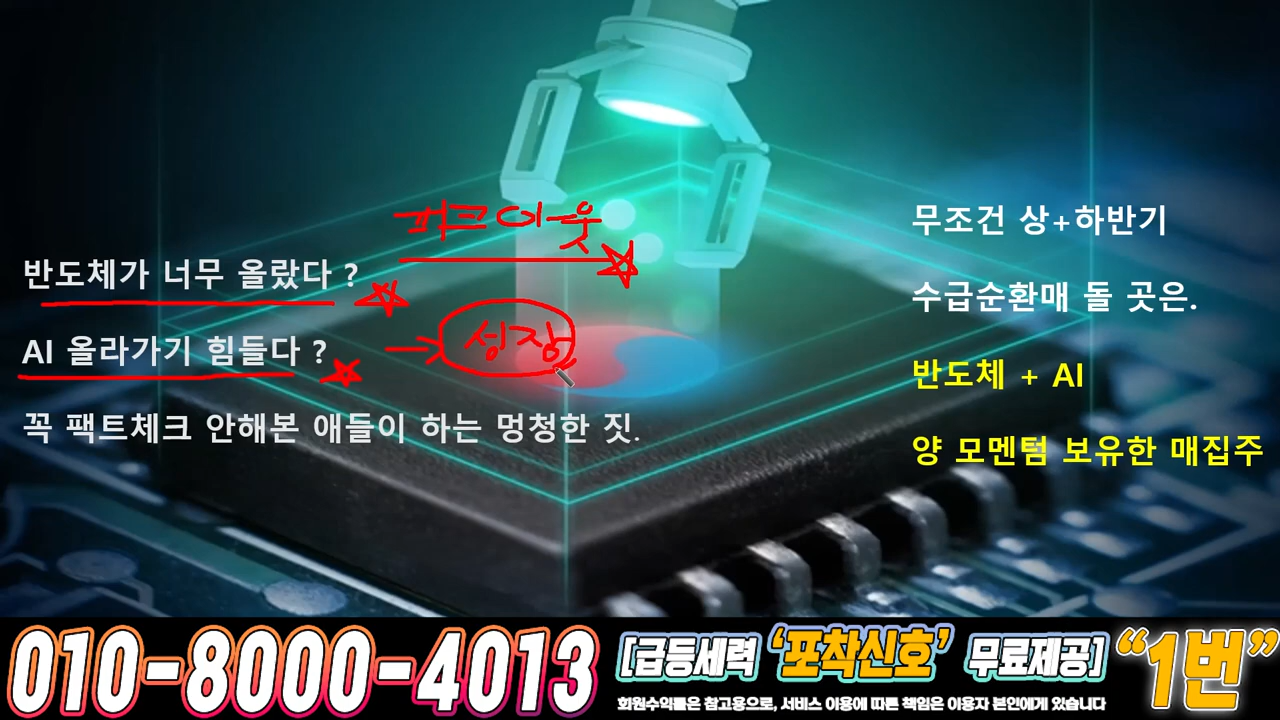 반도체가 너무 올랐다 ?
AI 올라가기 힘들다 ?
꼭 팩트체크 안해본 애들이 하는 멍청한 짓.
피크아웃
성장
무조건 상+하반기
수급순환매 돌 곳은.
반도체 + AI
양 모멘텀 보유한 매집주
010-8000-4013
[급등세력 ‘포착신호’ 무료제공] “1번”
회원수익률은 참고용으로, 서비스 이용에 따른 책임은 이용자 본인에게 있습니다